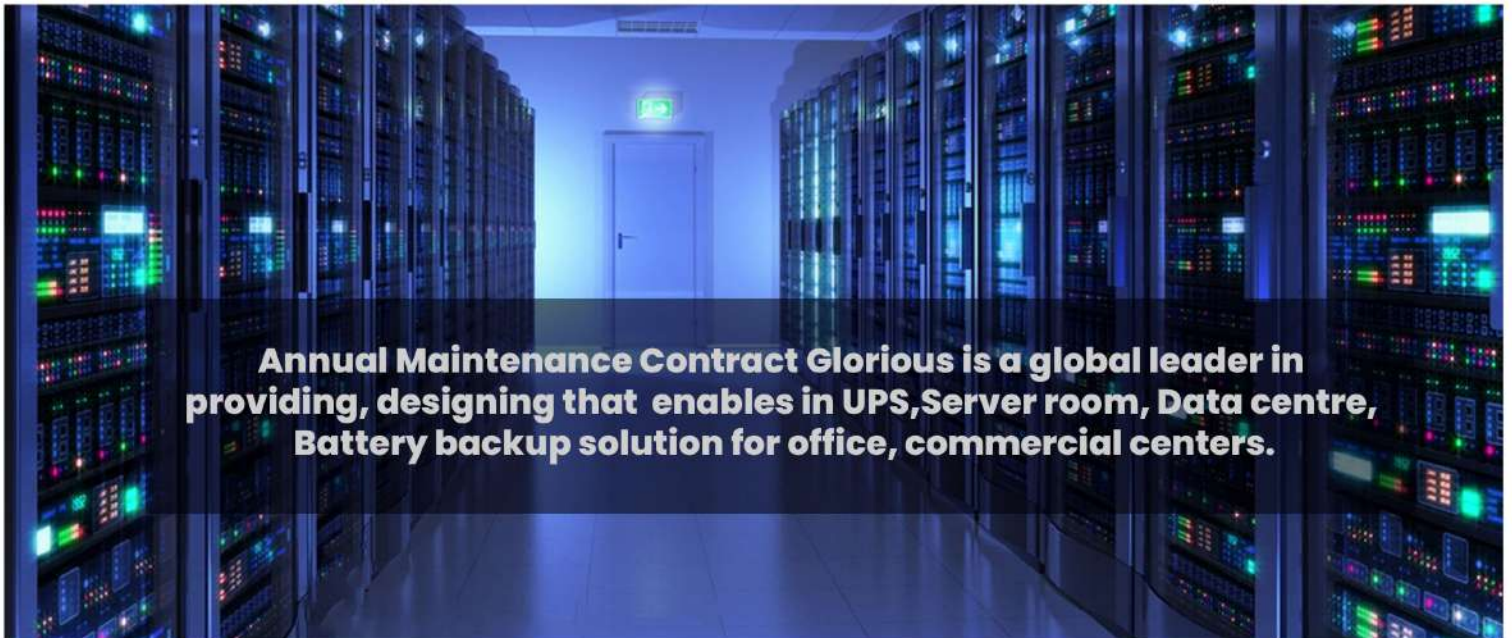 Annual Maintenance Contract Glorious is a global leader in
providing, designing that  enables in UPS,Server room, Data centre,
Battery backup solution for office, commercial centers.